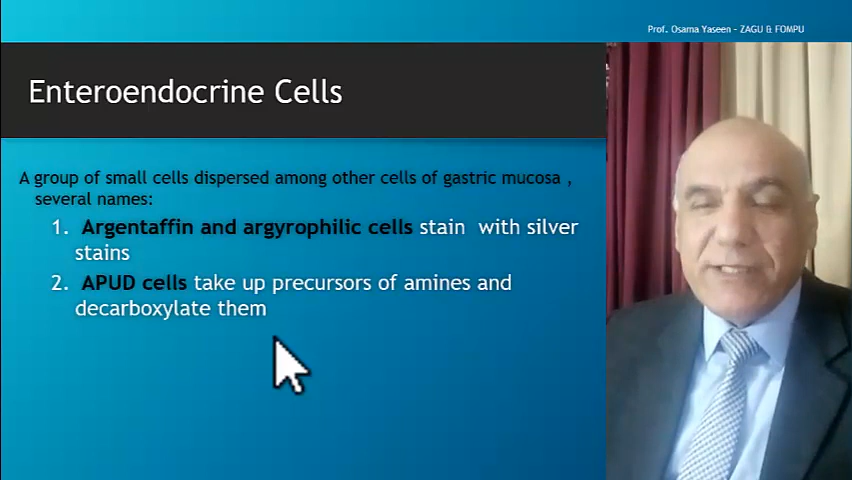 Prof. Osama Yaseen - ZAGU & FOMPU
Enteroendocrine Cells
A group of small cells dispersed among other cells of gastric mucosa ,
several names:
1. Argentaffin and argyrophilic cells stain with silver
stains
2. APUD cells take up precursors of amines and
decarboxylate them